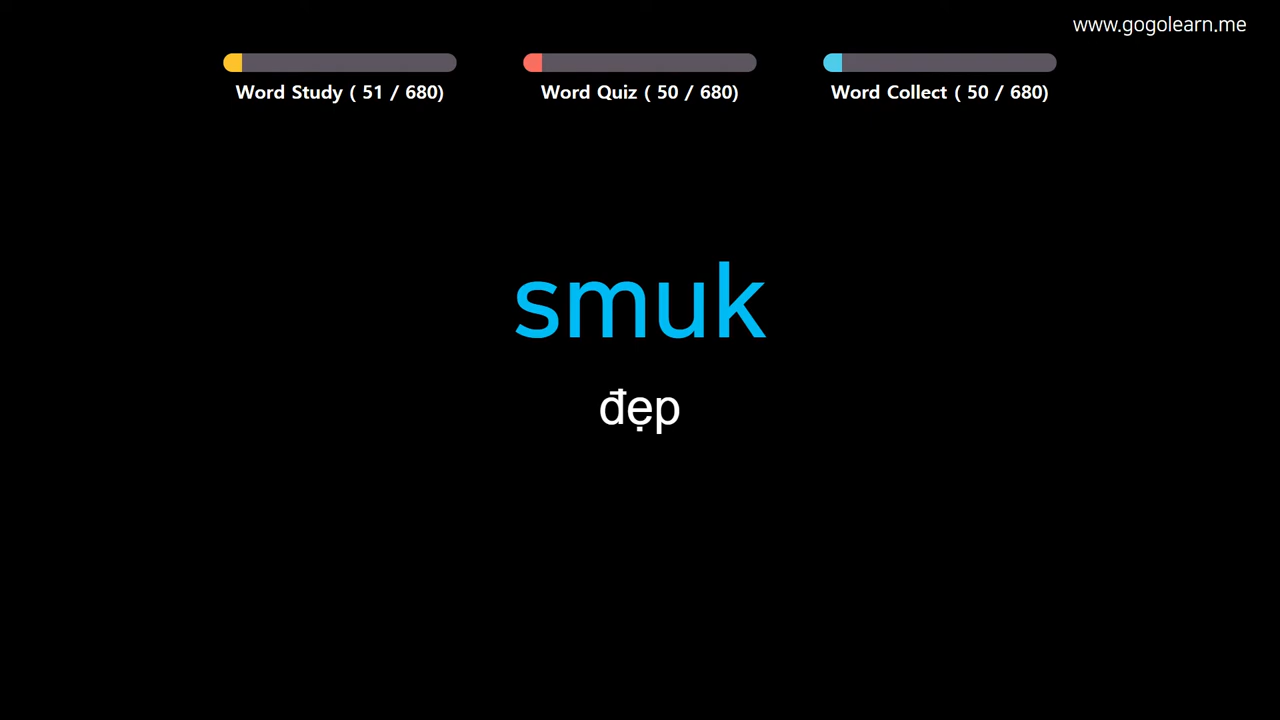 www.gogolearn.me
Word Study ( 51 / 680)
Word Quiz ( 50 / 680)
Word Collect ( 50 / 680)
smuk
đẹp